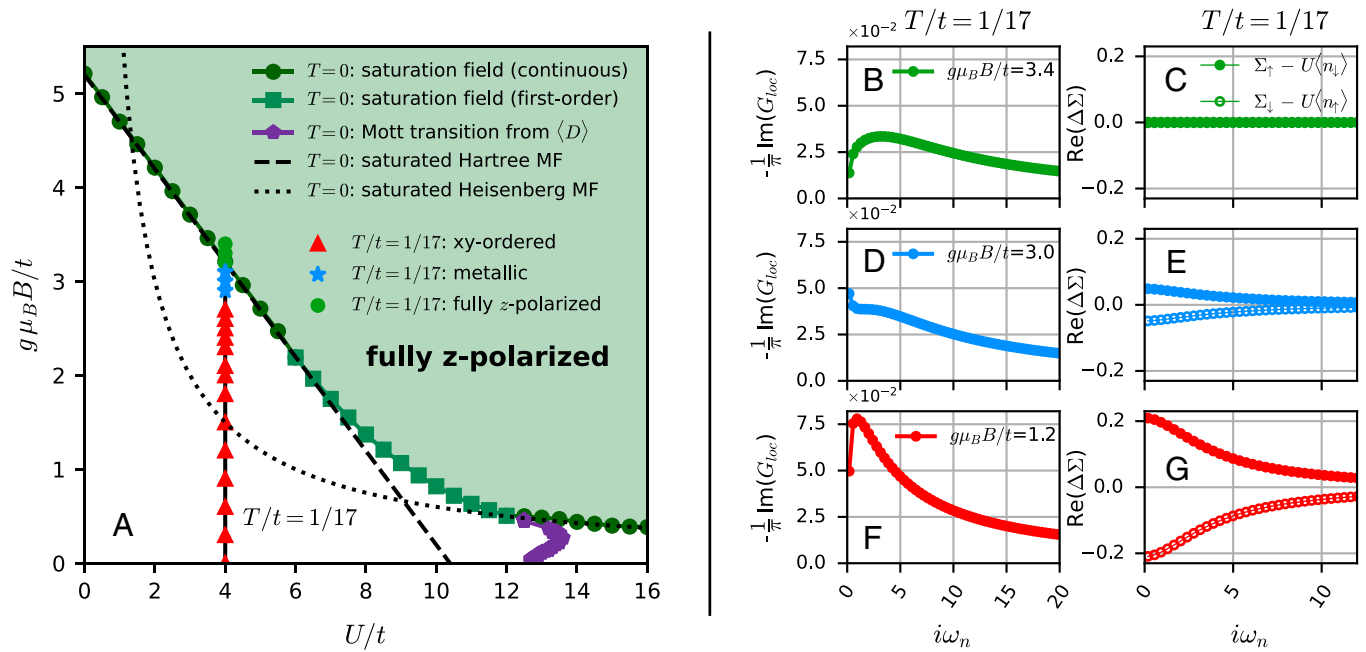 T=0: saturation field (continuous)
T=0: saturation field (first-order)
T=0: Mott transition from ⟨D⟩
T=0: saturated Hartree MF
T=0: saturated Heisenberg MF
T/t=1/17: xy-ordered
T/t=1/17: metallic
T/t=1/17: fully z-polarized
fully z-polarized
T/t=1/17
A
5
4
3
2
1
0
gμ_B B/t
0 2 4 6 8 10 12 14 16
U/t
T/t = 1/17
×10⁻²
B
gμ_B B/t=3.4
7.5
5.0
2.5
0.0
-1/π Im(G_loc)
T/t = 1/17
C
Σ↑ − U⟨n↓⟩
Σ↓ − U⟨n↑⟩
0.2
0.0
−0.2
Re(ΔΣ)
×10⁻²
D
gμ_B B/t=3.0
7.5
5.0
2.5
0.0
-1/π Im(G_loc)
E
0.2
0.0
−0.2
Re(ΔΣ)
×10⁻²
F
gμ_B B/t=1.2
7.5
5.0
2.5
0.0
-1/π Im(G_loc)
0 5 10 15 20
iω_n
G
0.2
0.0
−0.2
Re(ΔΣ)
0 5 10
iω_n